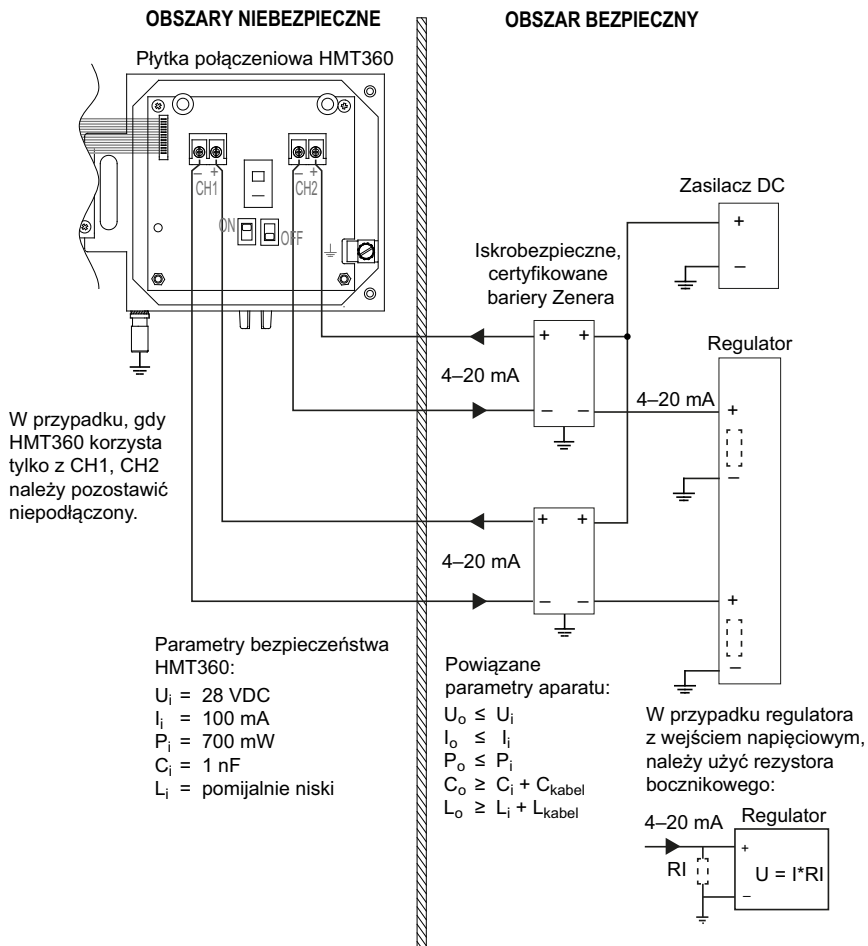 OBSZARY NIEBEZPIECZNE
OBSZAR BEZPIECZNY
Płytka połączeniowa HMT360
– +
CH1
– +
CH2
ON
OFF
Zasilacz DC
+
–
Iskrobezpieczne,
certyfikowane
bariery Zenera
+ +
– –
4–20 mA
4–20 mA
Regulator
+
–
+
–
W przypadku, gdy
HMT360 korzysta
tylko z CH1, CH2
należy pozostawić
niepodłączony.
+ +
– –
4–20 mA
Parametry bezpieczeństwa
HMT360:
Ui = 28 VDC
Ii = 100 mA
Pi = 700 mW
Ci = 1 nF
Li = pomijalnie niski
Powiązane
parametry aparatu:
Uo ≤ Ui
Io ≤ Ii
Po ≤ Pi
Co ≥ Ci + Ckabel
Lo ≥ Li + Lkabel
W przypadku regulatora
z wejściem napięciowym,
należy użyć rezystora
bocznikowego:
4–20 mA
Regulator
RI
+
U = I*RI
–